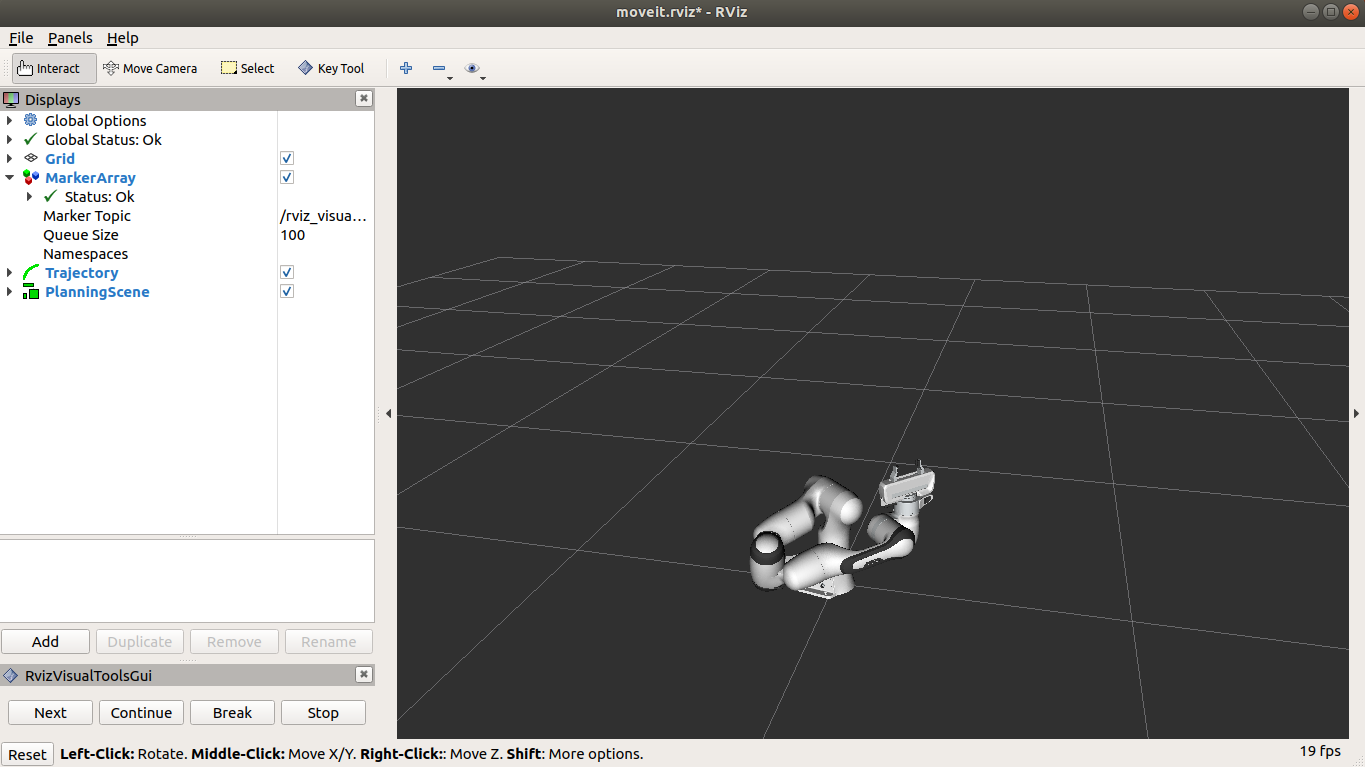 moveit.rviz* - RViz
File Panels Help
Interact Move Camera Select Key Tool
Displays
Global Options
Global Status: Ok
Grid
MarkerArray
Status: Ok
Marker Topic /rviz_visua...
Queue Size 100
Namespaces
Trajectory
PlanningScene
Add Duplicate Remove Rename
RvizVisualToolsGui
Next Continue Break Stop
Reset Left-Click: Rotate. Middle-Click: Move X/Y. Right-Click:: Move Z. Shift: More options. 19 fps